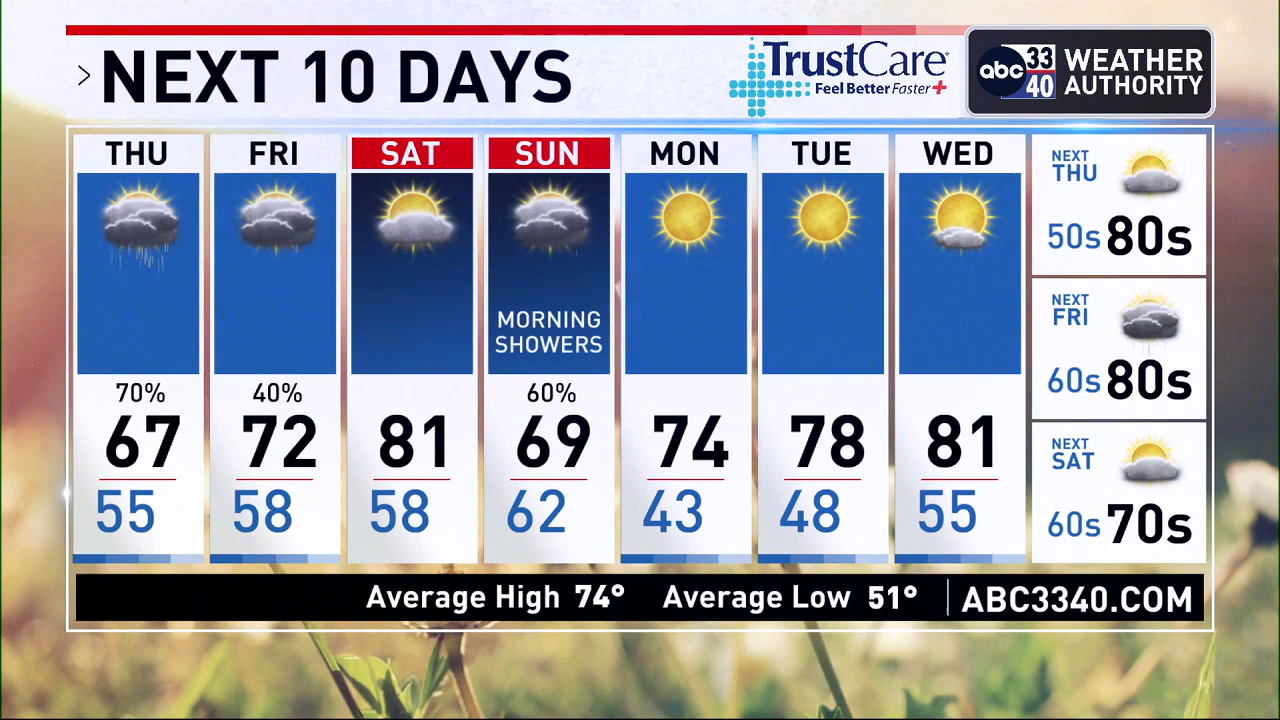 > NEXT 10 DAYS
TrustCare
Feel Better Faster
abc 33 40
WEATHER
AUTHORITY
THU
70%
67
55
FRI
40%
72
58
SAT
81
58
SUN
MORNING
SHOWERS
60%
69
62
MON
74
43
TUE
78
48
WED
81
55
NEXT
THU
50s 80s
NEXT
FRI
60s 80s
NEXT
SAT
60s 70s
Average High 74° Average Low 51° ABC3340.COM